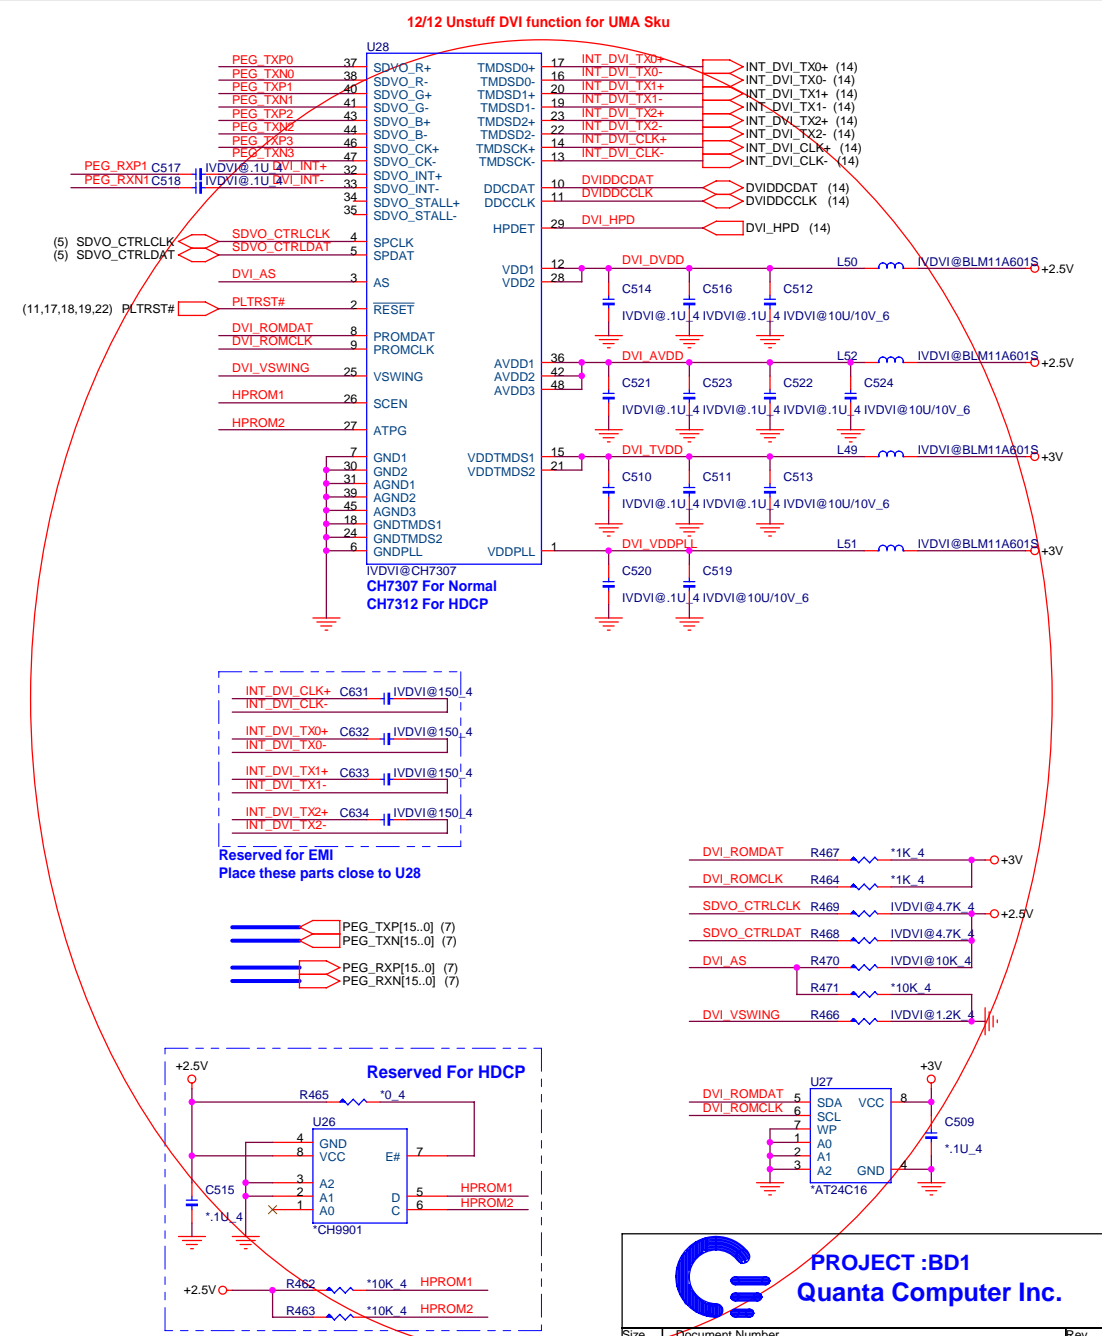 12/12 Unstuff DVI function for UMA Sku
U28
PEG_TXP0 37 SDVO_R+ TMDSD0+ 17 INT_DVI_TX0+ INT_DVI_TX0+ (14)
PEG_TXN0 38 SDVO_R- TMDSD0- 16 INT_DVI_TX0- INT_DVI_TX0- (14)
PEG_TXP1 40 SDVO_G+ TMDSD1+ 20 INT_DVI_TX1+ INT_DVI_TX1+ (14)
PEG_TXN1 41 SDVO_G- TMDSD1- 19 INT_DVI_TX1- INT_DVI_TX1- (14)
PEG_TXP2 43 SDVO_B+ TMDSD2+ 23 INT_DVI_TX2+ INT_DVI_TX2+ (14)
PEG_TXN2 44 SDVO_B- TMDSD2- 22 INT_DVI_TX2- INT_DVI_TX2- (14)
PEG_TXP3 46 SDVO_CK+ TMDSCK+ 14 INT_DVI_CLK+ INT_DVI_CLK+ (14)
PEG_TXN3 47 SDVO_CK- TMDSCK- 13 INT_DVI_CLK- INT_DVI_CLK- (14)
PEG_RXP1 C517 IVDVI@.1U_4 DVI_INT+ 32 SDVO_INT+
PEG_RXN1 C518 IVDVI@.1U_4 DVI_INT- 33 SDVO_INT- DDCDAT 10 DVIDDCDAT DVIDDCDAT (14)
34 SDVO_STALL+ DDCCLK 11 DVIDDCCLK DVIDDCCLK (14)
35 SDVO_STALL-
HPDET 29 DVI_HPD DVI_HPD (14)
(5) SDVO_CTRLCLK SDVO_CTRLCLK 4 SPCLK
(5) SDVO_CTRLDAT SDVO_CTRLDAT 5 SPDAT
VDD1 12 DVI_DVDD L50 IVDVI@BLM11A601S +2.5V
DVI_AS 3 AS VDD2 28
C514 C516 C512
(11,17,18,19,22) PLTRST# PLTRST# 2 RESET IVDVI@.1U_4 IVDVI@.1U_4 IVDVI@10U/10V_6
DVI_ROMDAT 8 PROMDAT
DVI_ROMCLK 9 PROMCLK
AVDD1 36 DVI_AVDD L52 IVDVI@BLM11A601S +2.5V
DVI_VSWING 25 VSWING AVDD2 42
AVDD3 48 C521 C523 C522 C524
HPROM1 26 SCEN IVDVI@.1U_4 IVDVI@.1U_4 IVDVI@.1U_4 IVDVI@10U/10V_6
HPROM2 27 ATPG
7 GND1 VDDTMDS1 15 DVI_TVDD L49 IVDVI@BLM11A601S +3V
30 GND2 VDDTMDS2 21
31 AGND1 C510 C511 C513
39 AGND2 IVDVI@.1U_4 IVDVI@.1U_4 IVDVI@10U/10V_6
45 AGND3
18 GNDTMDS1
24 GNDTMDS2
6 GNDPLL VDDPLL 1 DVI_VDDPLL L51 IVDVI@BLM11A601S +3V
IVDVI@CH7307 C520 C519
CH7307 For Normal
CH7312 For HDCP
IVDVI@.1U_4 IVDVI@10U/10V_6
INT_DVI_CLK+ C631 IVDVI@150_4
INT_DVI_CLK-
INT_DVI_TX0+ C632 IVDVI@150_4
INT_DVI_TX0-
INT_DVI_TX1+ C633 IVDVI@150_4
INT_DVI_TX1-
INT_DVI_TX2+ C634 IVDVI@150_4
INT_DVI_TX2-
Reserved for EMI
Place these parts close to U28
PEG_TXP[15..0] (7)
PEG_TXN[15..0] (7)
PEG_RXP[15..0] (7)
PEG_RXN[15..0] (7)
DVI_ROMDAT R467 *1K_4 +3V
DVI_ROMCLK R464 *1K_4
SDVO_CTRLCLK R469 IVDVI@4.7K_4 +2.5V
SDVO_CTRLDAT R468 IVDVI@4.7K_4
DVI_AS R470 IVDVI@10K_4
R471 *10K_4
DVI_VSWING R466 IVDVI@1.2K_4
+2.5V Reserved For HDCP
R465 *0_4
U26
4 GND
8 VCC E# 7
3 A2
2 A1 D 5 HPROM1
1 A0 C 6 HPROM2
C515
*.1U_4
*CH9901
+2.5V R462 *10K_4 HPROM1
R463 *10K_4 HPROM2
+3V
U27
DVI_ROMDAT 5 SDA VCC 8
DVI_ROMCLK 6 SCL
7 WP
1 A0
2 A1
3 A2 GND 4
C509
*.1U_4
*AT24C16
PROJECT :BD1
Quanta Computer Inc.
Size Document Number Rev